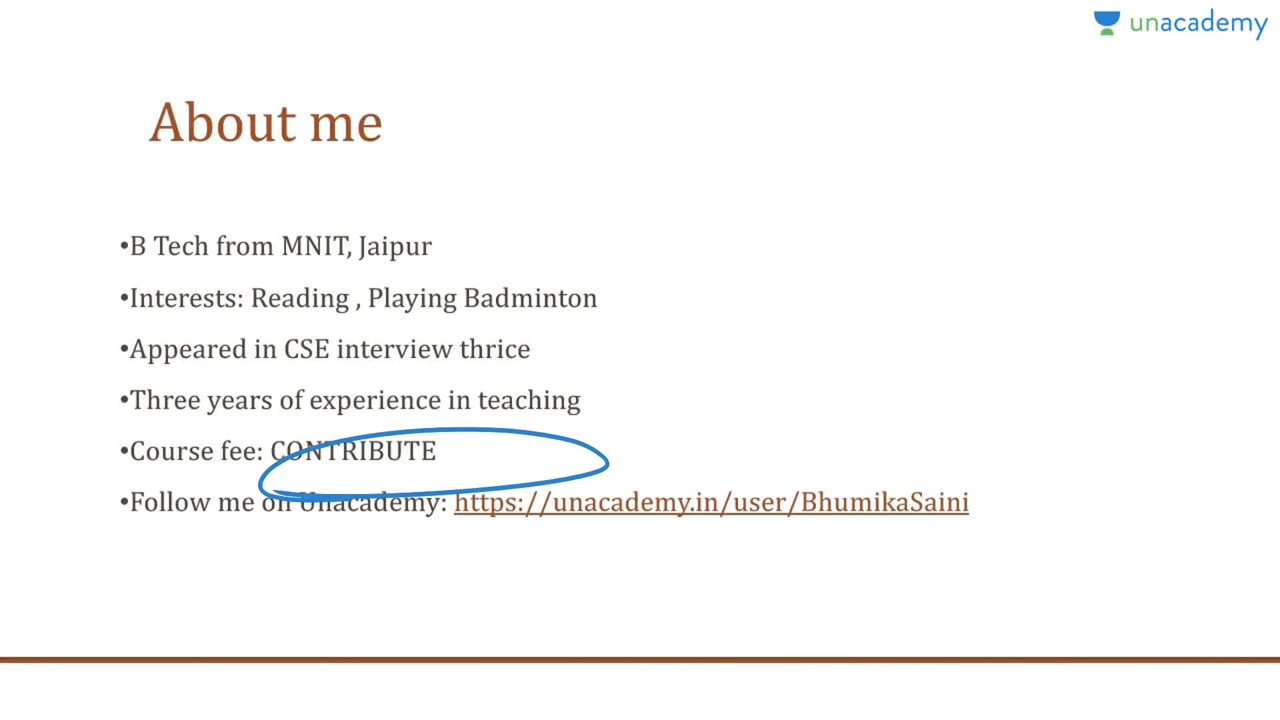 unacademy
About me
•B Tech from MNIT, Jaipur
•Interests: Reading , Playing Badminton
•Appeared in CSE interview thrice
•Three years of experience in teaching
•Course fee: CONTRIBUTE
•Follow me on Unacademy: https://unacademy.in/user/BhumikaSaini